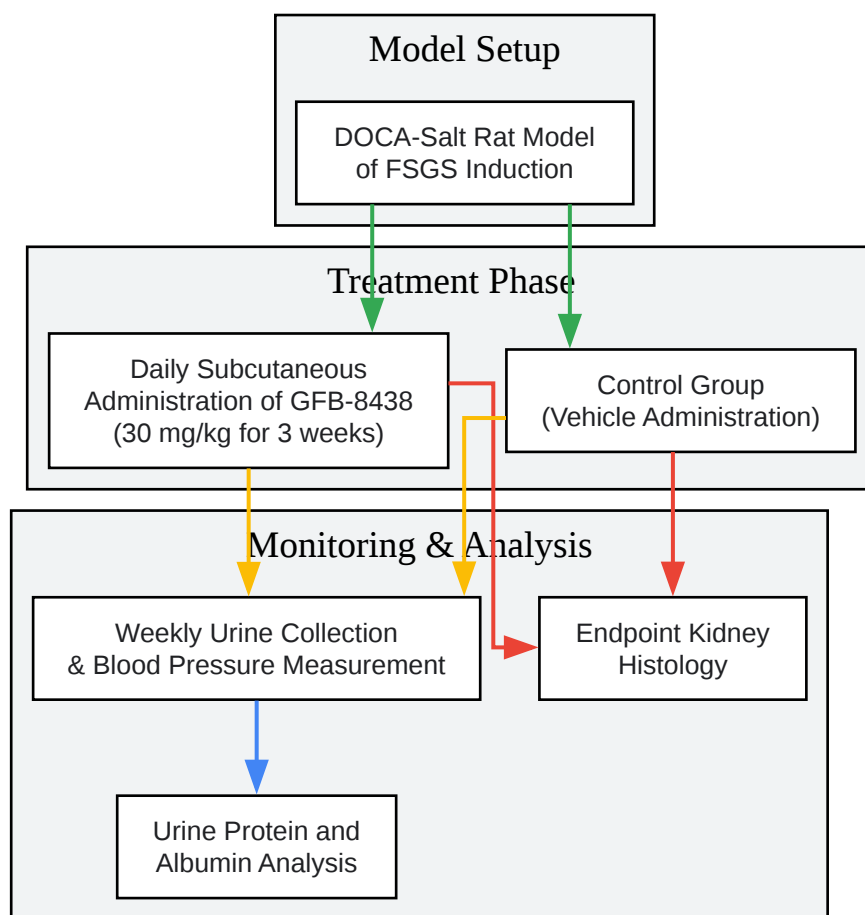 Model Setup
DOCA-Salt Rat Model
of FSGS Induction
Treatment Phase
Daily Subcutaneous
Administration of GFB-8438
(30 mg/kg for 3 weeks)
Control Group
(Vehicle Administration)
Monitoring & Analysis
Weekly Urine Collection
& Blood Pressure Measurement
Endpoint Kidney
Histology
Urine Protein and
Albumin Analysis